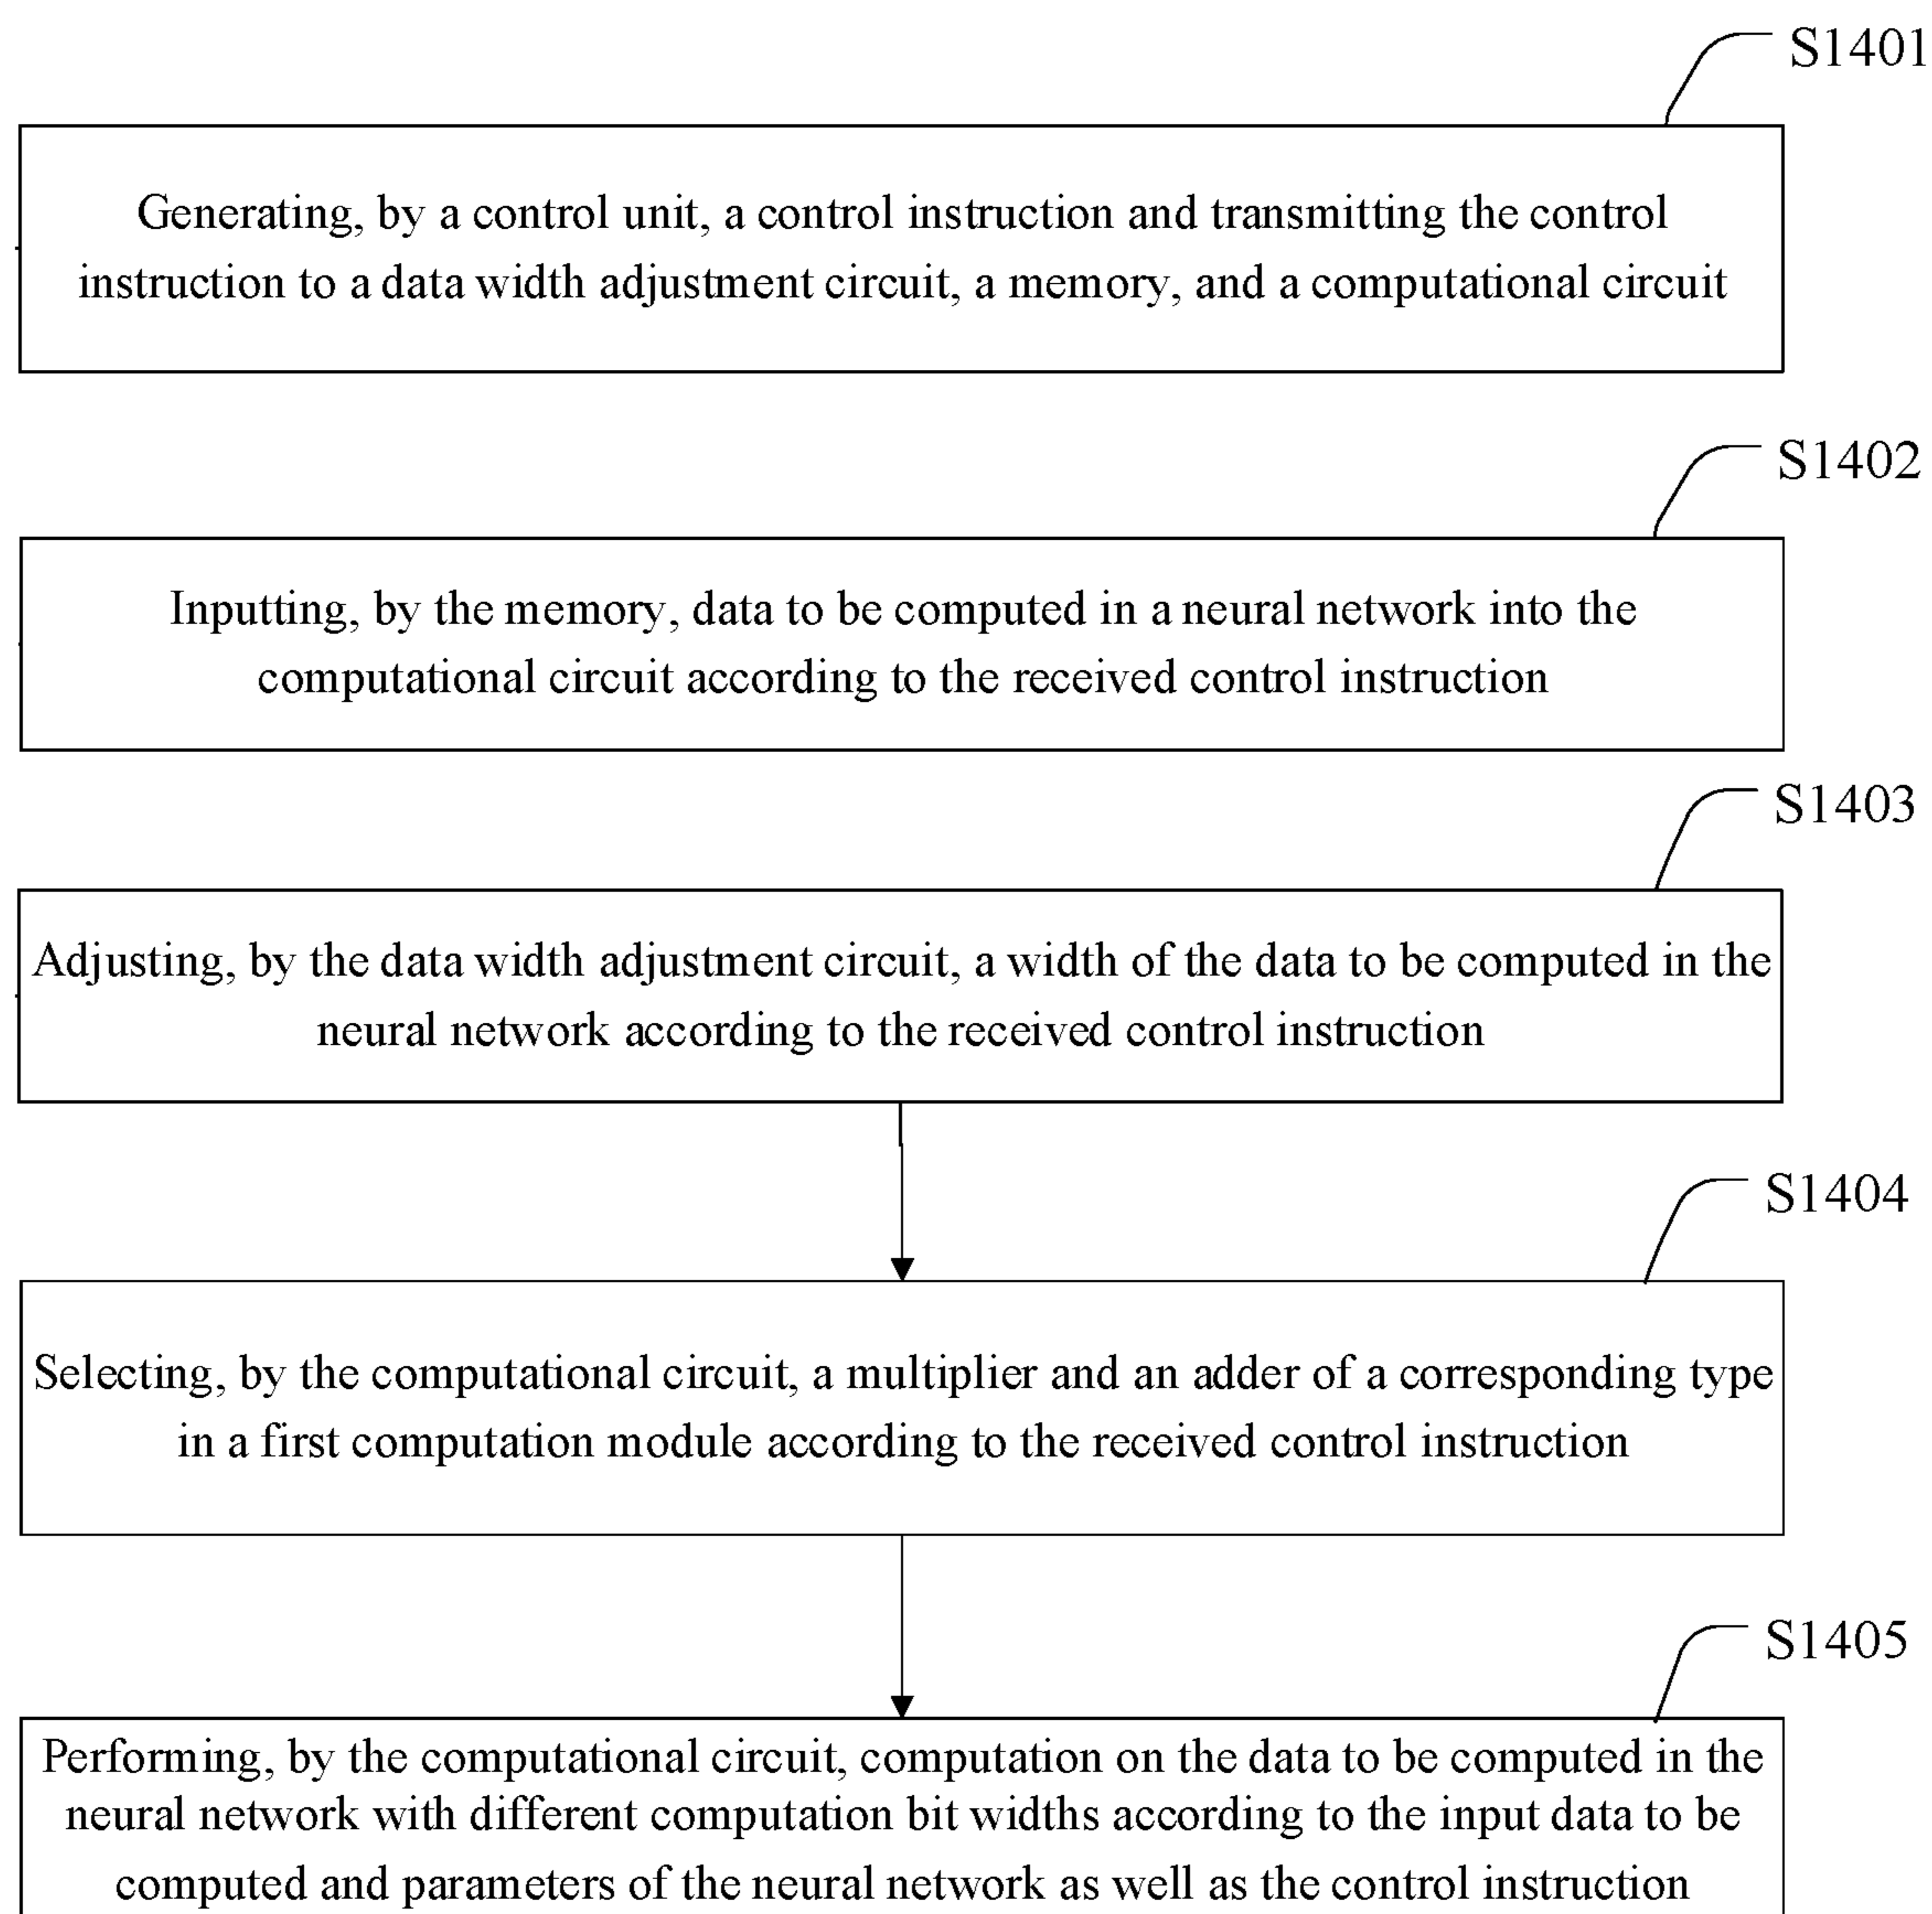 S1401
Generating, by a control unit, a control instruction and transmitting the control
instruction to a data width adjustment circuit, a memory, and a computational circuit
S1402
Inputting, by the memory, data to be computed in a neural network into the
computational circuit according to the received control instruction
S1403
Adjusting, by the data width adjustment circuit, a width of the data to be computed in the
neural network according to the received control instruction
S1404
Selecting, by the computational circuit, a multiplier and an adder of a corresponding type
in a first computation module according to the received control instruction
S1405
Performing, by the computational circuit, computation on the data to be computed in the
neural network with different computation bit widths according to the input data to be
computed and parameters of the neural network as well as the control instruction